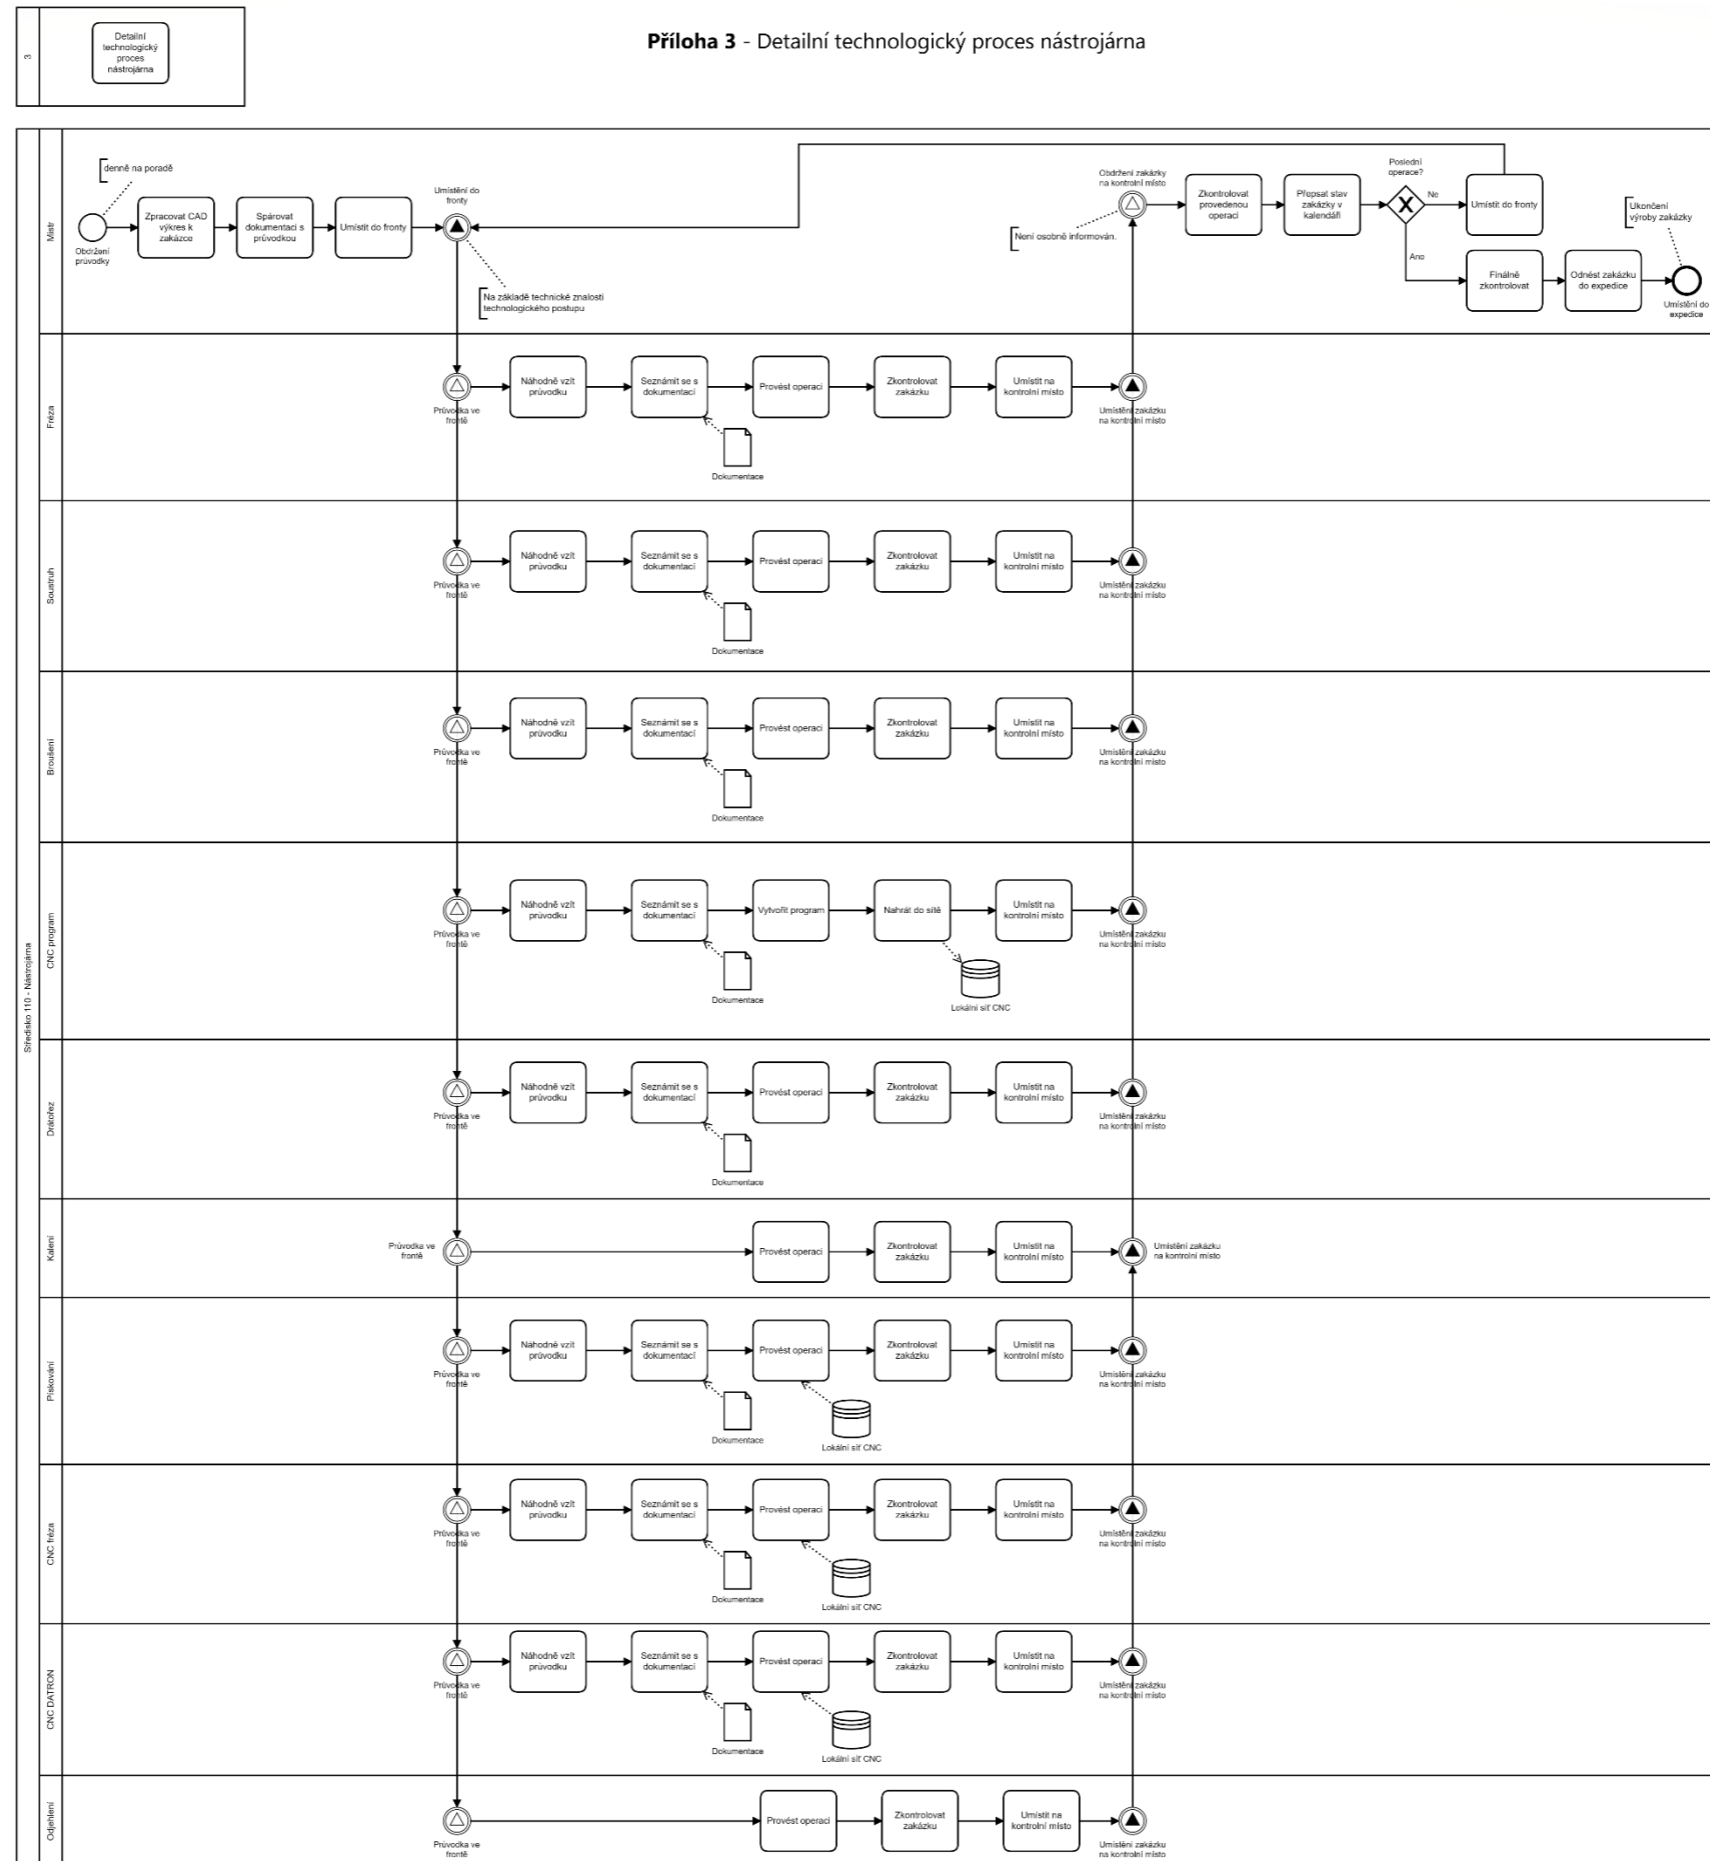 3
Detailní
technologický
proces
nástrojárna
Příloha 3 - Detailní technologický proces nástrojárna
Středisko 110 - Nástrojárna
Mistr
denně na poradě
Obdržení
průvodky
Zpracovat CAD
výkres k
zakázce
Spárovat
dokumentaci s
průvodkou
Umístit do fronty
Umístění do
fronty
Na základě technické znalosti
technologického postupu
Obdržení zakázky
na kontrolní místo
Není osobně informován.
Zkontrolovat
provedenou
operaci
Přepsat stav
zakázky v
kalendáři
Poslední
operace?
Ne
Ano
Umístit do fronty
Finálně
zkontrolovat
Odnést zakázku
do expedice
Ukončení
výroby zakázky
Umístění do
expedice
Fréza
Průvodka ve
frontě
Náhodně vzít
průvodku
Seznámit se s
dokumentací
Dokumentace
Provést operaci
Zkontrolovat
zakázku
Umístit na
kontrolní místo
Umístění zakázku
na kontrolní místo
Soustruh
Průvodka ve
frontě
Náhodně vzít
průvodku
Seznámit se s
dokumentací
Dokumentace
Provést operaci
Zkontrolovat
zakázku
Umístit na
kontrolní místo
Umístění zakázku
na kontrolní místo
Broušení
Průvodka ve
frontě
Náhodně vzít
průvodku
Seznámit se s
dokumentací
Dokumentace
Provést operaci
Zkontrolovat
zakázku
Umístit na
kontrolní místo
Umístění zakázku
na kontrolní místo
CNC program
Průvodka ve
frontě
Náhodně vzít
průvodku
Seznámit se s
dokumentací
Dokumentace
Vytvořit program
Nahrát do sítě
Lokální síť CNC
Umístit na
kontrolní místo
Umístění zakázku
na kontrolní místo
Drátořez
Průvodka ve
frontě
Náhodně vzít
průvodku
Seznámit se s
dokumentací
Dokumentace
Provést operaci
Zkontrolovat
zakázku
Umístit na
kontrolní místo
Umístění zakázku
na kontrolní místo
Kalení
Průvodka ve
frontě
Provést operaci
Zkontrolovat
zakázku
Umístit na
kontrolní místo
Umístění zakázku
na kontrolní místo
Pískování
Průvodka ve
frontě
Náhodně vzít
průvodku
Seznámit se s
dokumentací
Dokumentace
Provést operaci
Lokální síť CNC
Zkontrolovat
zakázku
Umístit na
kontrolní místo
Umístění zakázku
na kontrolní místo
CNC fréza
Průvodka ve
frontě
Náhodně vzít
průvodku
Seznámit se s
dokumentací
Dokumentace
Provést operaci
Lokální síť CNC
Zkontrolovat
zakázku
Umístit na
kontrolní místo
Umístění zakázku
na kontrolní místo
CNC DATRON
Průvodka ve
frontě
Náhodně vzít
průvodku
Seznámit se s
dokumentací
Dokumentace
Provést operaci
Lokální síť CNC
Zkontrolovat
zakázku
Umístit na
kontrolní místo
Umístění zakázku
na kontrolní místo
Odjehlení
Průvodka ve
frontě
Provést operaci
Zkontrolovat
zakázku
Umístit na
kontrolní místo
Umístění zakázku
na kontrolní místo